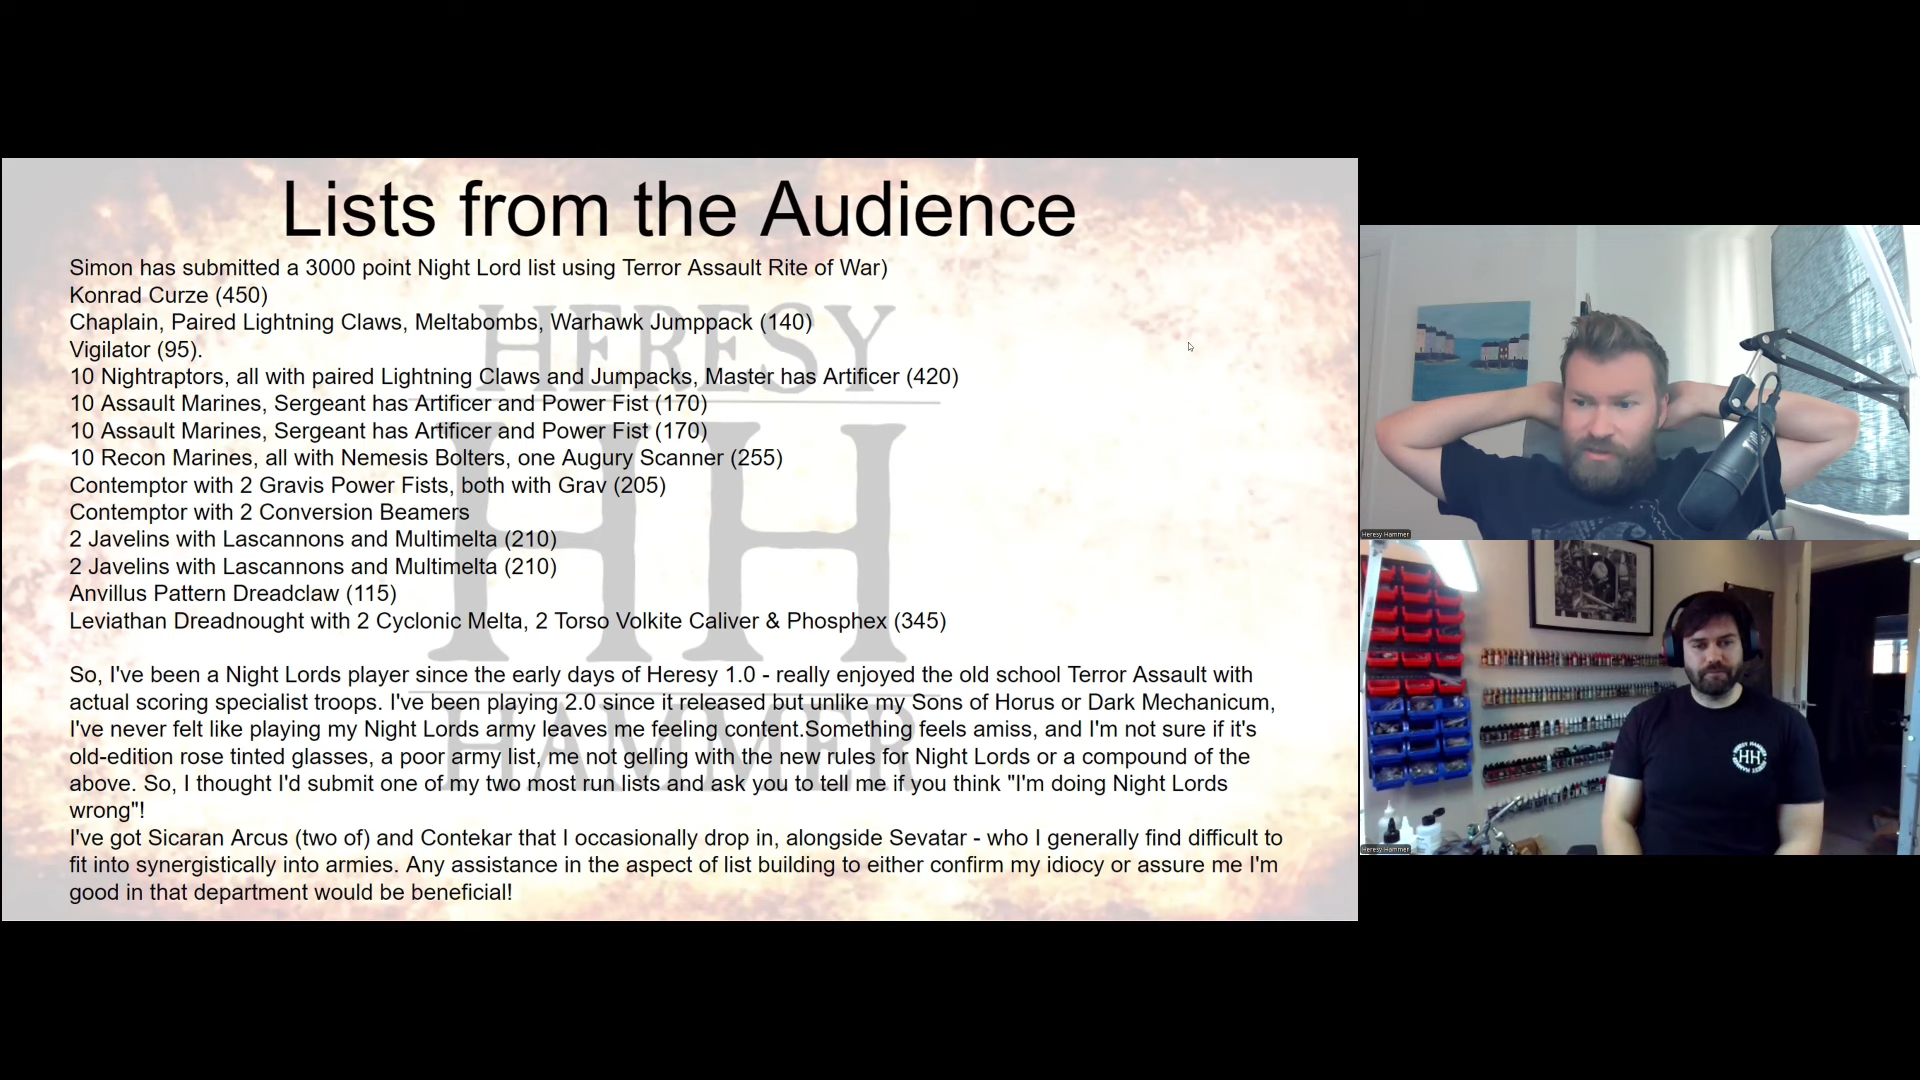 Lists from the Audience
Simon has submitted a 3000 point Night Lord list using Terror Assault Rite of War)
Konrad Curze (450)
Chaplain, Paired Lightning Claws, Meltabombs, Warhawk Jumppack (140)
Vigilator (95).
10 Nightraptors, all with paired Lightning Claws and Jumpacks, Master has Artificer (420)
10 Assault Marines, Sergeant has Artificer and Power Fist (170)
10 Assault Marines, Sergeant has Artificer and Power Fist (170)
10 Recon Marines, all with Nemesis Bolters, one Augury Scanner (255)
Contemptor with 2 Gravis Power Fists, both with Grav (205)
Contemptor with 2 Conversion Beamers
2 Javelins with Lascannons and Multimelta (210)
2 Javelins with Lascannons and Multimelta (210)
Anvillus Pattern Dreadclaw (115)
Leviathan Dreadnought with 2 Cyclonic Melta, 2 Torso Volkite Caliver & Phosphex (345)
So, I've been a Night Lords player since the early days of Heresy 1.0 - really enjoyed the old school Terror Assault with
actual scoring specialist troops. I've been playing 2.0 since it released but unlike my Sons of Horus or Dark Mechanicum,
I've never felt like playing my Night Lords army leaves me feeling content.Something feels amiss, and I'm not sure if it's
old-edition rose tinted glasses, a poor army list, me not gelling with the new rules for Night Lords or a compound of the
above. So, I thought I'd submit one of my two most run lists and ask you to tell me if you think "I'm doing Night Lords
wrong"!
I've got Sicaran Arcus (two of) and Contekar that I occasionally drop in, alongside Sevatar - who I generally find difficult to
fit into synergistically into armies. Any assistance in the aspect of list building to either confirm my idiocy or assure me I'm
good in that department would be beneficial!
HERESY
HH
HAMMER
Heresy Hammer
HH
Heresy Hammer